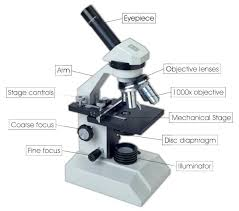 Eyepiece
Arm
Objective lenses
Stage controls
1000x objective
Mechanical Stage
Coarse focus
Disc diaphragm
Fine focus
Illuminator